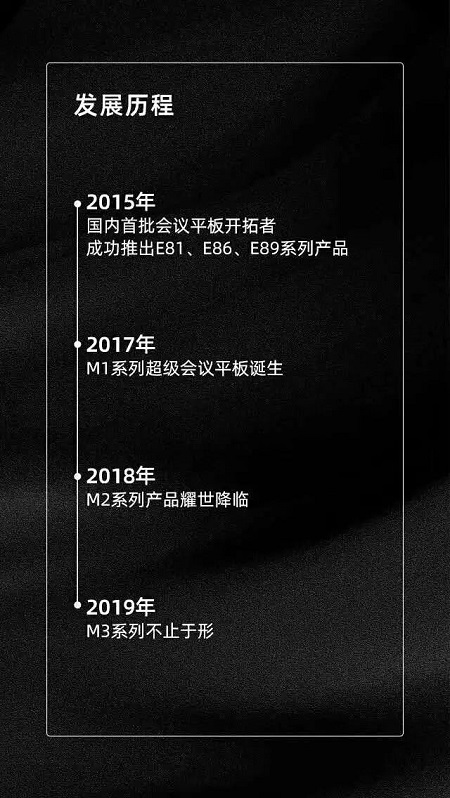 发展历程
2015年
国内首批会议平板开拓者
成功推出E81、E86、E89系列产品
2017年
M1系列超级会议平板诞生
2018年
M2系列产品耀世降临
2019年
M3系列不止于形